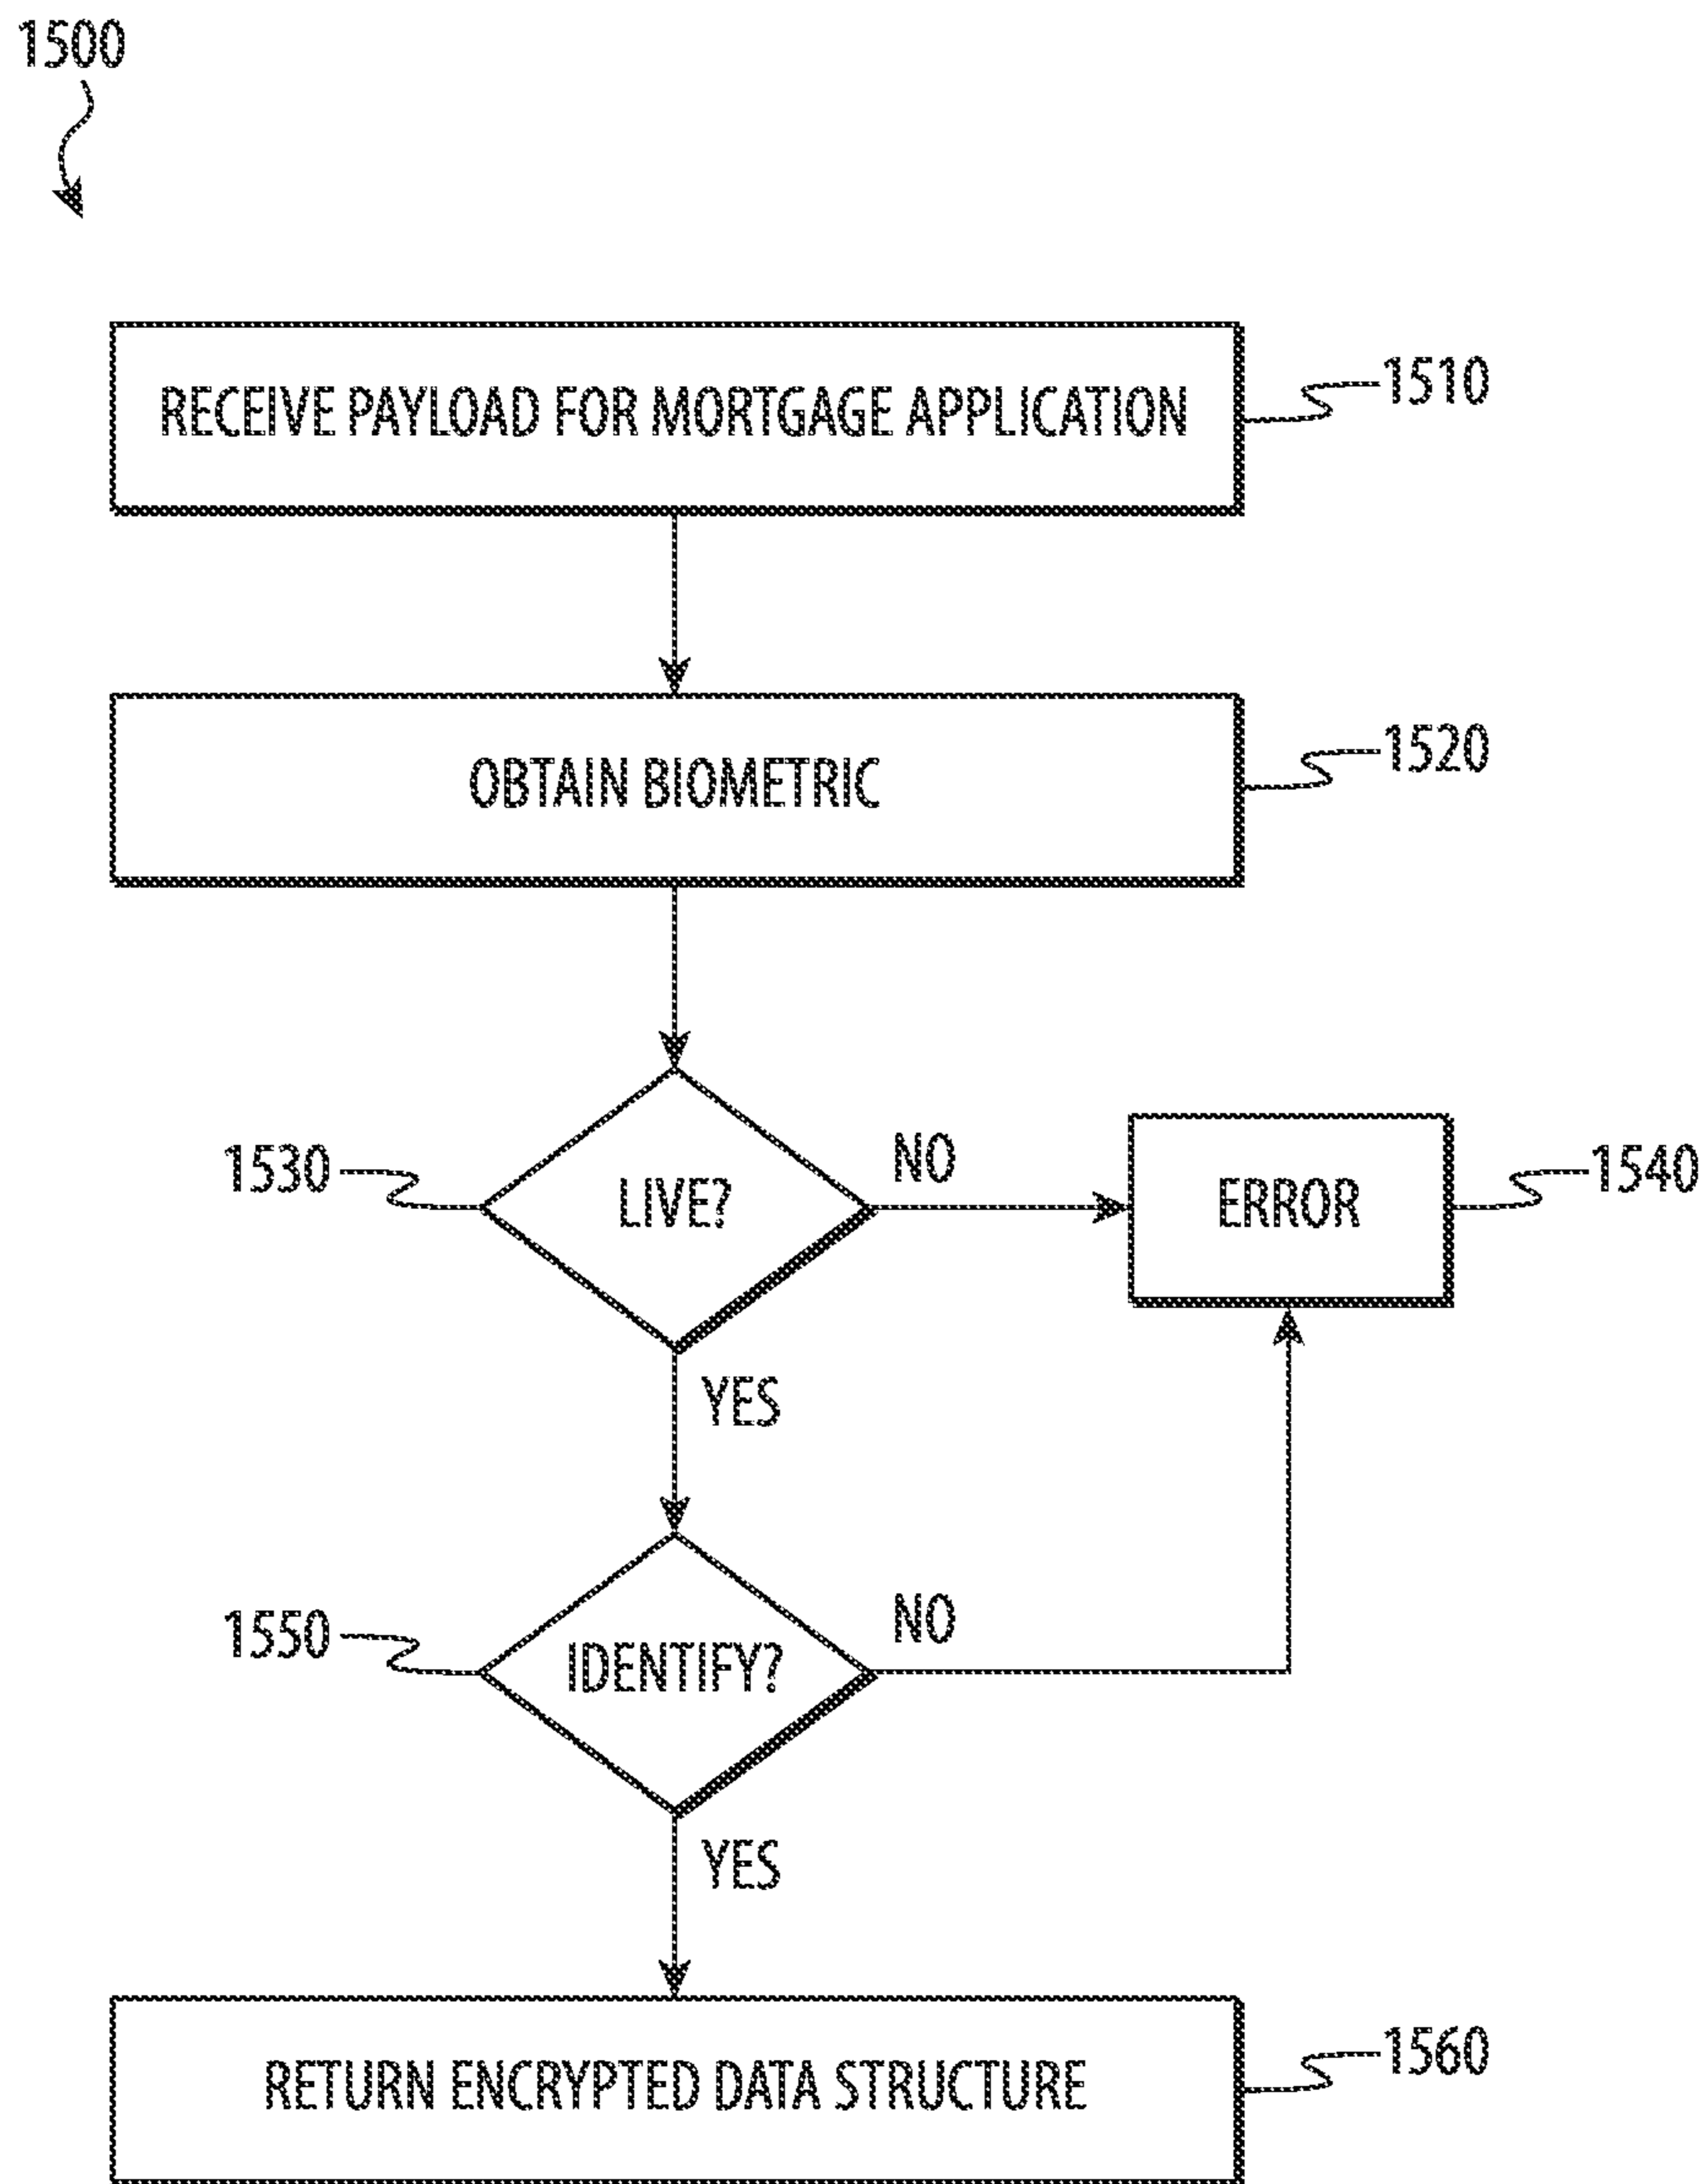 1500
RECEIVE PAYLOAD FOR MORTGAGE APPLICATION
1510
OBTAIN BIOMETRIC
1520
1530
LIVE?
NO
ERROR
1540
YES
1550
IDENTIFY?
NO
YES
RETURN ENCRYPTED DATA STRUCTURE
1560